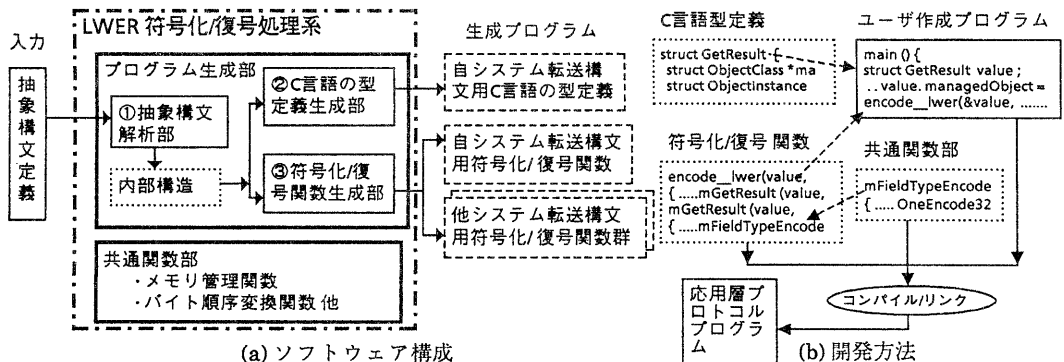 LWER 符号化/復号処理系
入力
抽象構文定義
プログラム生成部
①抽象構文
解析部
内部構造
②C言語の型
定義生成部
③符号化/復
号関数生成部
共通関数部
・メモリ管理関数
・バイト順序変換関数 他
生成プログラム
自システム転送構
文用C言語の型定義
自システム転送構文
用符号化/復号関数
他システム転送構文
用符号化/復号関数群
(a) ソフトウェア構成
C言語型定義
struct GetResult {
struct ObjectClass *ma
struct ObjectInstance
ユーザ作成プログラム
main () {
struct GetResult value ;
. . value. managedObject =
encode__lwer(&value, .......
符号化/復号 関数
encode__lwer(value,
{ .....mGetResult (value,
mGetResult (value,
{ .....mFieldTypeEncode
共通関数部
mFieldTypeEncode
{ ..... OneEncode32
コンパイル/リンク
応用層プ
ロトコル
プログラ
ム
(b) 開発方法